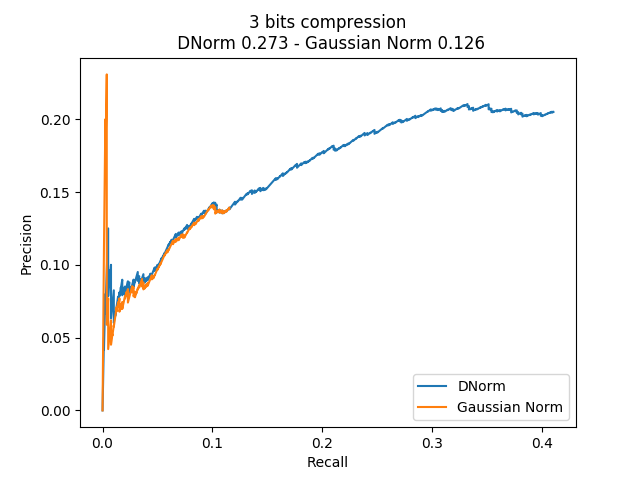 3 bits compression
DNorm 0.273 - Gaussian Norm 0.126
Precision
0.20
0.15
0.10
0.05
0.00
0.0 0.1 0.2 0.3 0.4
Recall
DNorm
Gaussian Norm